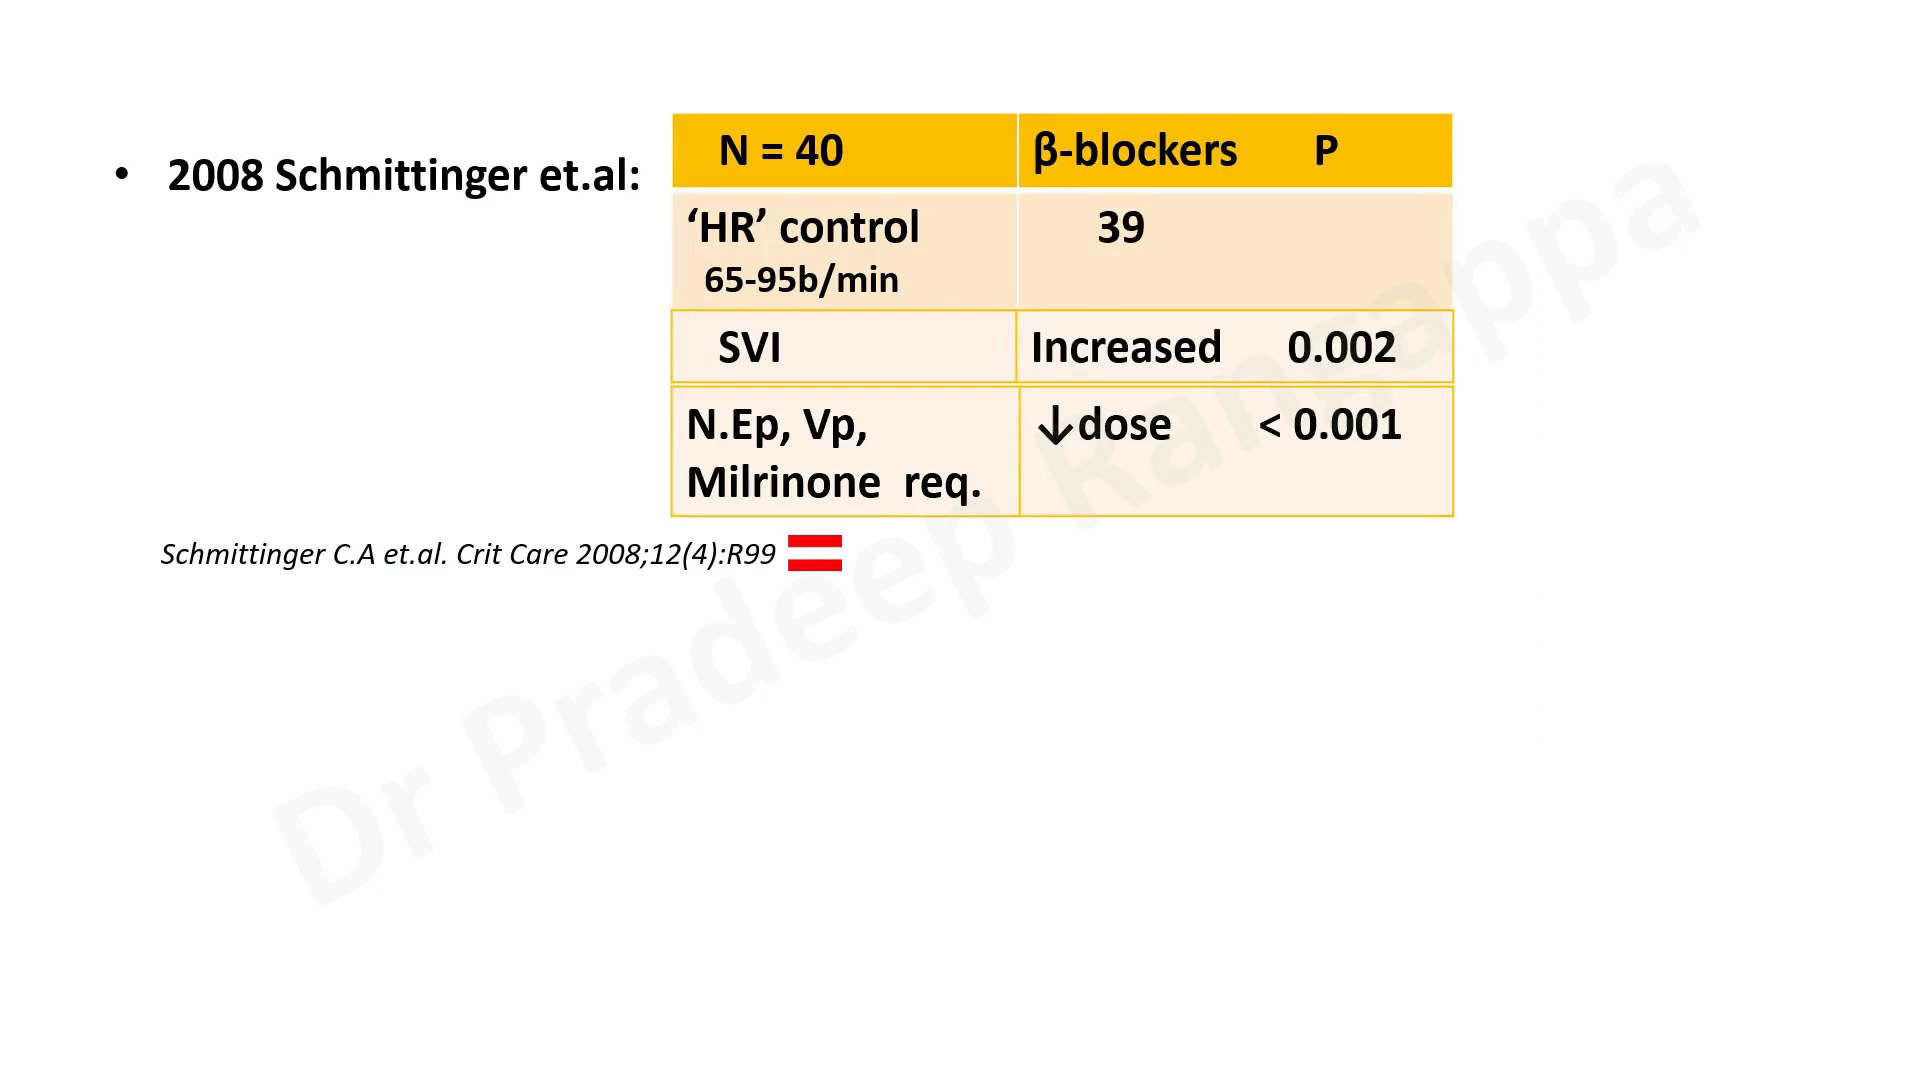 • 2008 Schmittinger et.al:
N = 40 β-blockers P
‘HR’ control 39
65-95b/min
SVI Increased 0.002
N.Ep, Vp, ↓dose < 0.001
Milrinone req.
Schmittinger C.A et.al. Crit Care 2008;12(4):R99
Dr Pradeep Rangappa